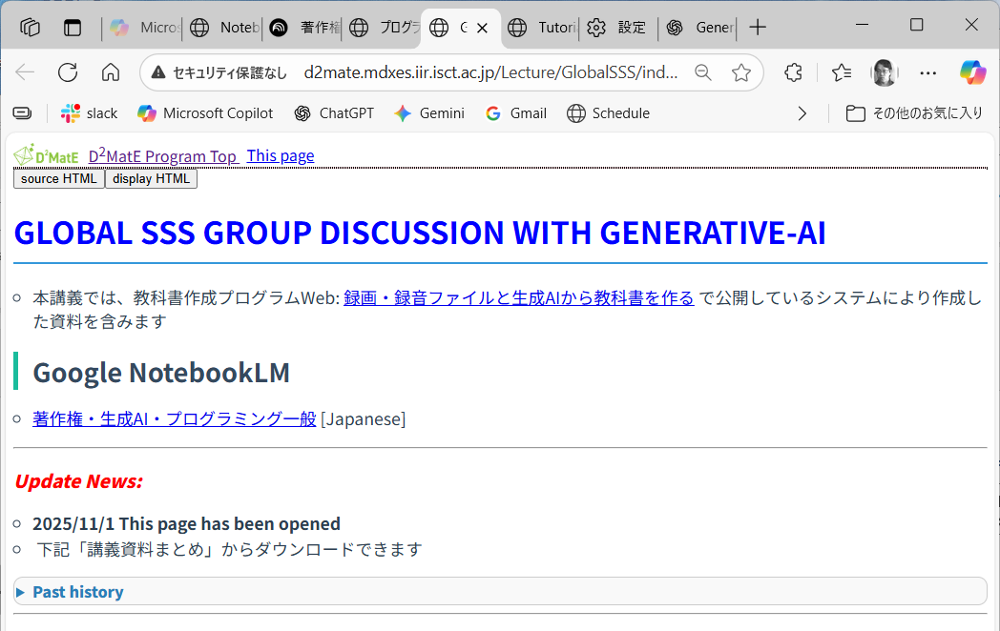 Micros
Noteb
著作権
プログラ
G
Tutori
設定
Gener
セキュリティ保護なし d2mate.mdxes.iir.isct.ac.jp/Lecture/GlobalSSS/ind...
slack Microsoft Copilot ChatGPT Gemini Gmail Schedule その他のお気に入り
D²MatE D²MatE Program Top This page
source HTML display HTML
GLOBAL SSS GROUP DISCUSSION WITH GENERATIVE-AI
本講義では、教科書作成プログラムWeb: 録画・録音ファイルと生成AIから教科書を作る で公開しているシステムにより作成し
た資料を含みます
Google NotebookLM
著作権・生成AI・プログラミング一般 [Japanese]
Update News:
2025/11/1 This page has been opened
下記「講義資料まとめ」からダウンロードできます
Past history